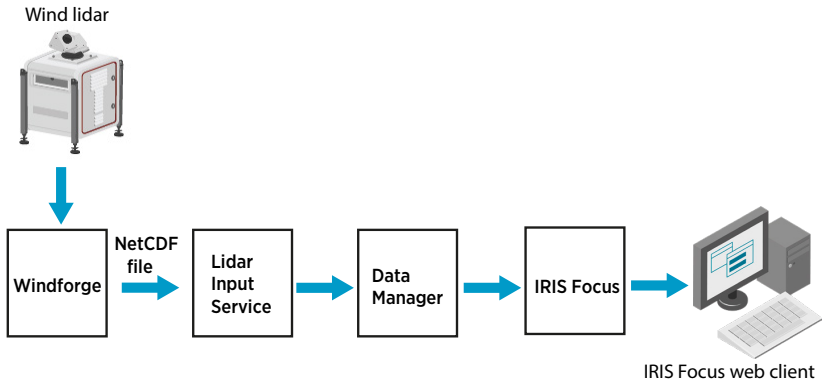 Wind lidar
Windforge
NetCDF
file
Lidar
Input
Service
Data
Manager
IRIS Focus
IRIS Focus web client